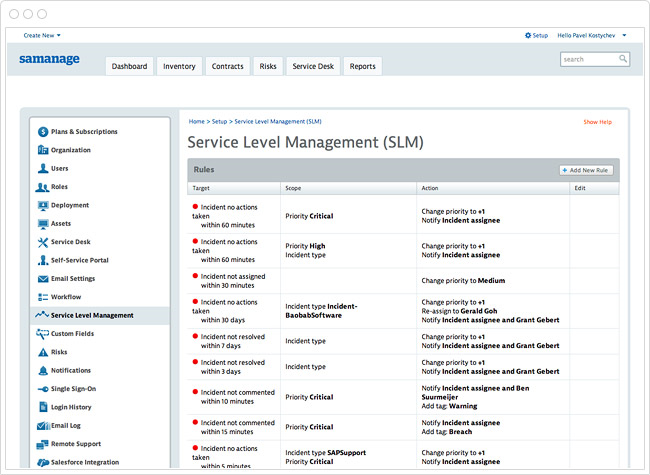 Create New
Setup
Hello Pavel Kostychev
samanage
Dashboard
Inventory
Contracts
Risks
Service Desk
Reports
search
Plans & Subscriptions
Organization
Users
Roles
Deployment
Assets
Service Desk
Self-Service Portal
Email Settings
Workflow
Service Level Management
Custom Fields
Risks
Notifications
Single Sign-On
Login History
Email Log
Remote Support
Salesforce Integration
Home > Setup > Service Level Management (SLM)
Show Help
Service Level Management (SLM)
Rules
+ Add New Rule
Target
Scope
Action
Edit
Incident no actions
taken
within 60 minutes
Priority Critical
Change priority to +1
Notify Incident assignee
Incident no actions
taken
within 60 minutes
Priority High
Incident type
Change priority to +1
Notify Incident assignee
Incident not assigned
within 30 minutes
Change priority to Medium
Incident no actions
taken
within 30 days
Incident type Incident-
BaobabSoftware
Change priority to +1
Re-assign to Gerald Goh
Notify Incident assignee and Grant Gebert
Incident not resolved
within 7 days
Incident type
Change priority to +1
Notify Incident assignee and Grant Gebert
Incident not resolved
within 3 days
Incident type
Change priority to +1
Notify Incident assignee and Grant Gebert
Incident not commented
within 10 minutes
Priority Critical
Notify Incident assignee and Ben
Suurmeijer
Add tag: Warning
Incident not commented
within 15 minutes
Priority Critical
Notify Incident assignee
Add tag: Breach
Incident no actions
taken
within 5 minutes
Incident type SAPSupport
Priority Critical
Change priority to +1
Notify Incident assignee